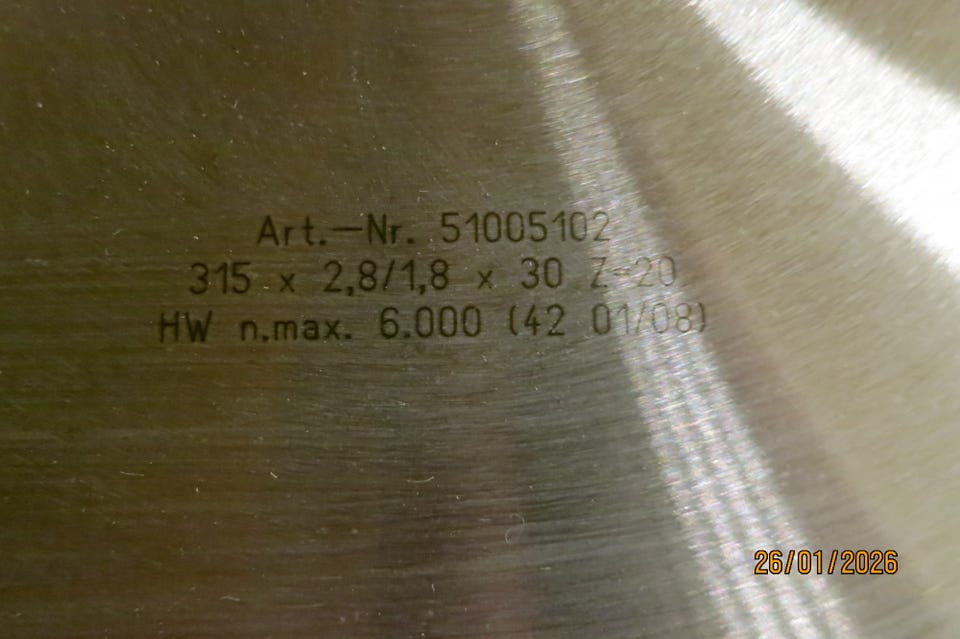 Art.-Nr. 51005102
315 x 2,8/1,8 x 30 Z=20
HW n.max. 6.000 (42 01/08)
26/01/2026